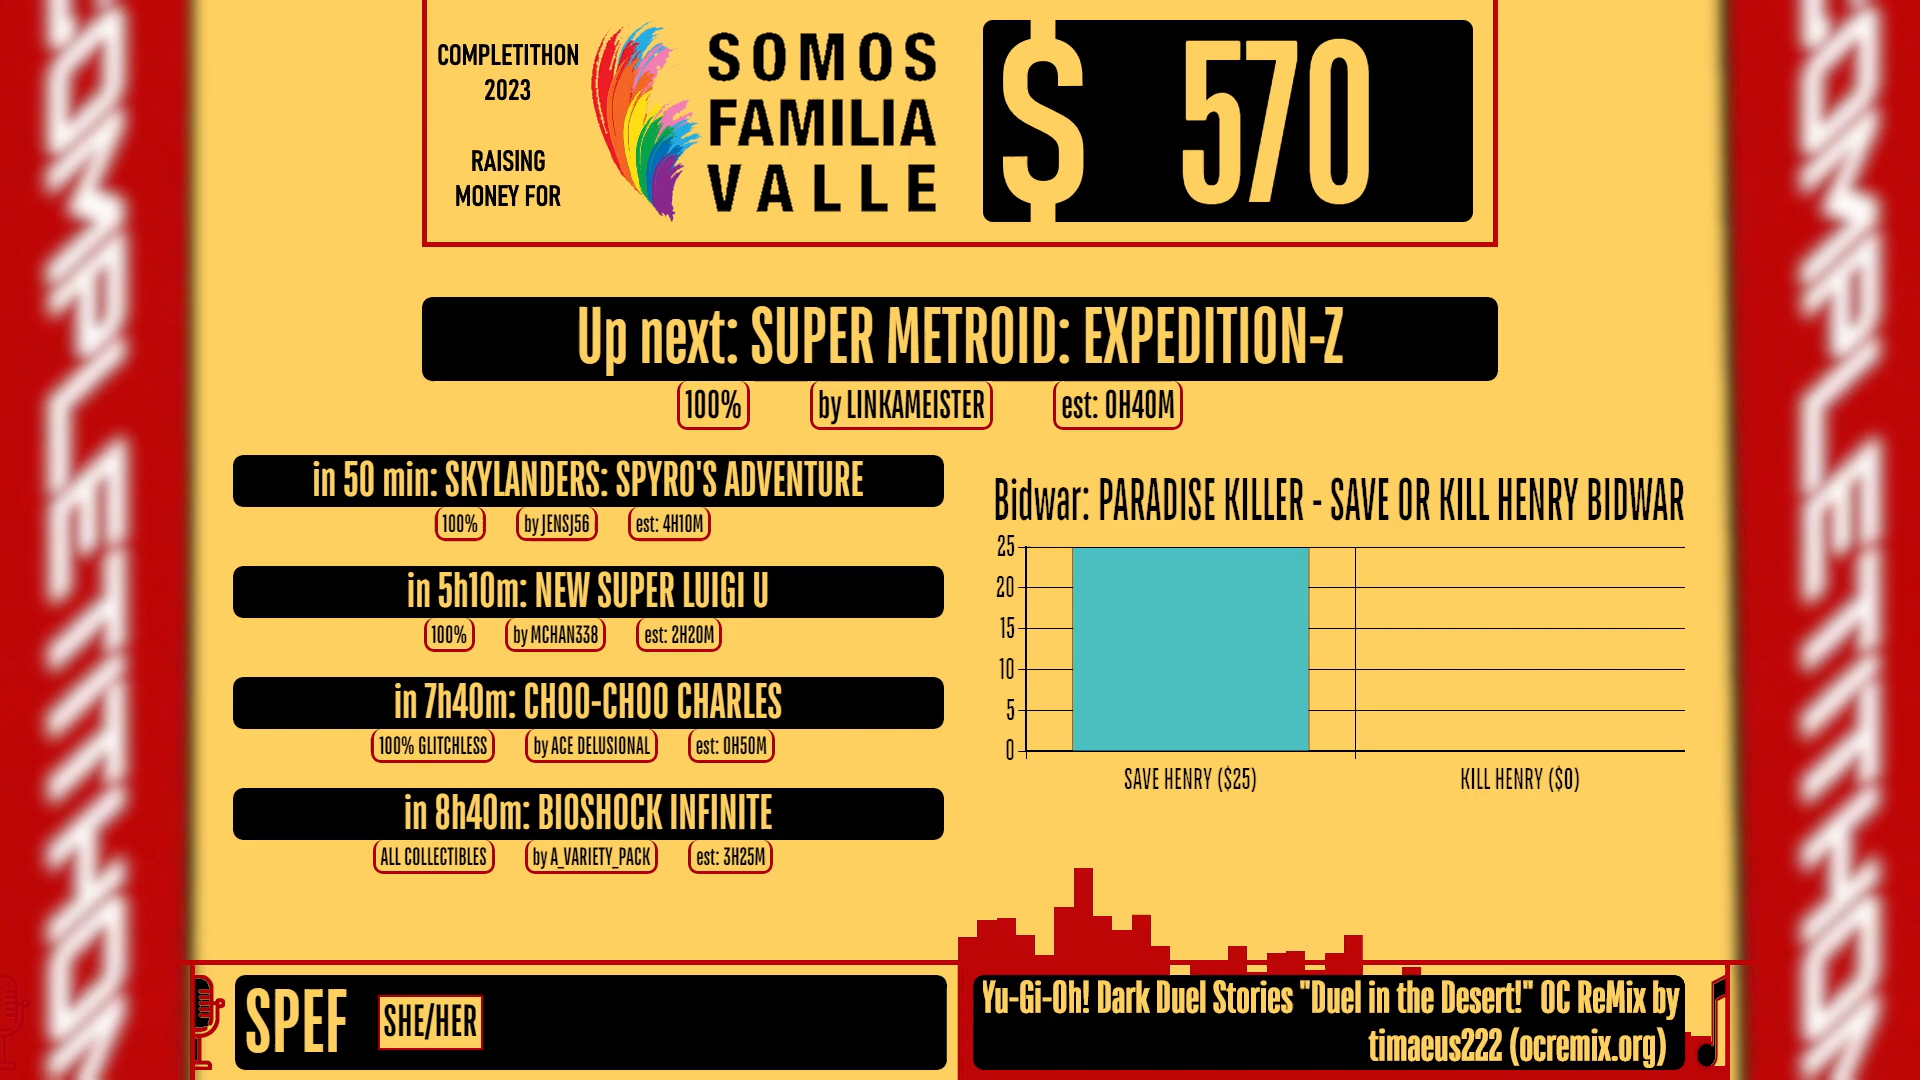 COMPLETITHON
2023
RAISING
MONEY FOR
SOMOS
FAMILIA
VALLE
$ 570
Up next: SUPER METROID: EXPEDITION-Z
100% by LINKAMEISTER est: 0H40M
in 50 min: SKYLANDERS: SPYRO'S ADVENTURE
100% by JENSJ56 est: 4H10M
in 5h10m: NEW SUPER LUIGI U
100% by MCHAN338 est: 2H20M
in 7h40m: CHOO-CHOO CHARLES
100% GLITCHLESS by ACE DELUSIONAL est: 0H50M
in 8h40m: BIOSHOCK INFINITE
ALL COLLECTIBLES by A_VARIETY_PACK est: 3H25M
Bidwar: PARADISE KILLER - SAVE OR KILL HENRY BIDWAR
25
20
15
10
5
0
SAVE HENRY ($25) KILL HENRY ($0)
SPEF SHE/HER
Yu-Gi-Oh! Dark Duel Stories "Duel in the Desert!" OC ReMix by
timaeus222 (ocremix.org)
COMPLETITHON
COMPLETITHON